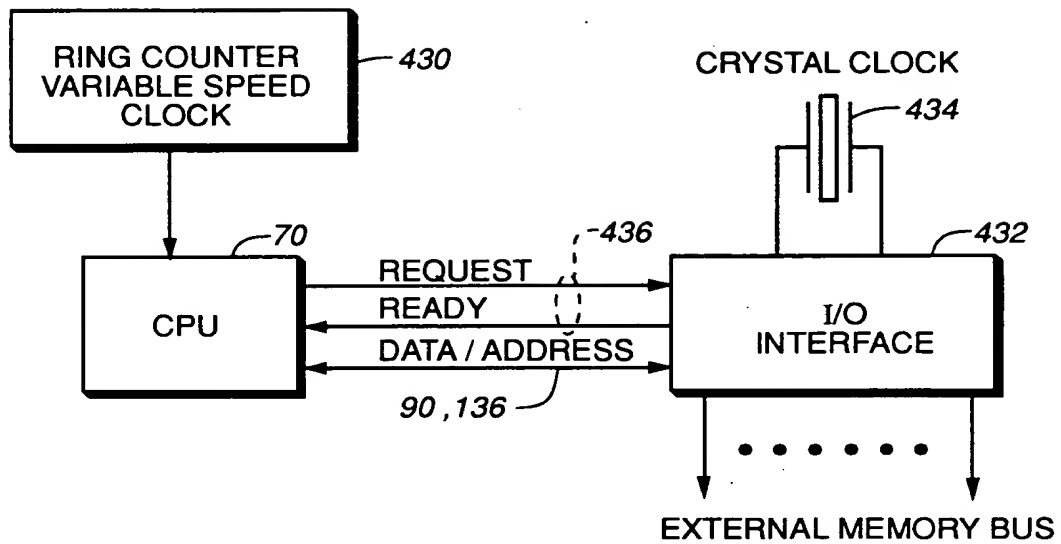 RING COUNTER
VARIABLE SPEED
CLOCK
430
CRYSTAL CLOCK
434
70
CPU
436
REQUEST
READY
DATA / ADDRESS
90 , 136
432
I/O
INTERFACE
EXTERNAL MEMORY BUS